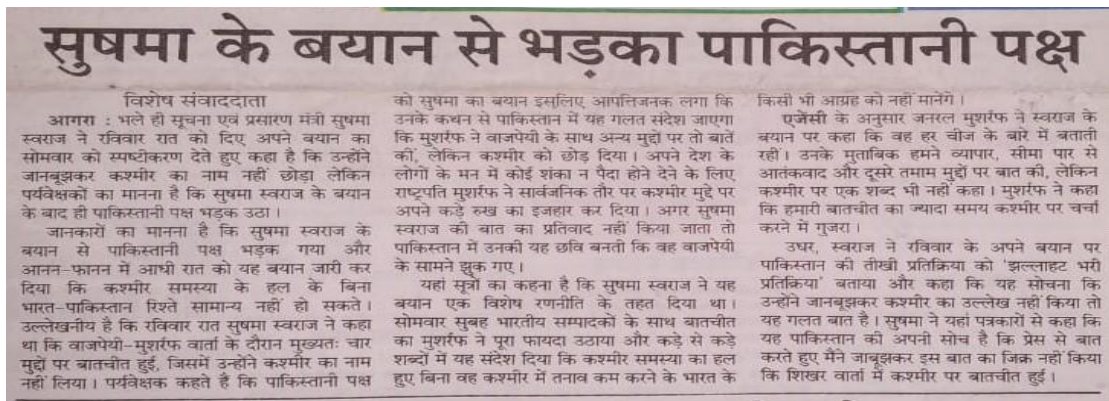 सुषमा के बयान से भड़का पाकिस्तानी पक्ष
विशेष संवाददाता
आगरा : भले ही सूचना एवं प्रसारण मंत्री सुषमा
स्वराज ने रविवार रात को दिए अपने बयान का
सोमवार को स्पष्टीकरण देते हुए कहा है कि उन्होंने
जानबूझकर कश्मीर का नाम नहीं छोड़ा लेकिन
पर्यवेक्षकों का मानना है कि सुषमा स्वराज के बयान
के बाद ही पाकिस्तानी पक्ष भड़क उठा।
जानकारों का मानना है कि सुषमा स्वराज के
बयान से पाकिस्तानी पक्ष भड़क गया और
आनन-फानन में आधी रात को यह बयान जारी कर
दिया कि कश्मीर समस्या के हल के बिना
भारत-पाकिस्तान रिश्ते सामान्य नहीं हो सकते।
उल्लेखनीय है कि रविवार रात सुषमा स्वराज ने कहा
था कि वाजपेयी-मुशर्रफ वार्ता के दौरान मुख्यतः चार
मुद्दों पर बातचीत हुई, जिसमें उन्होंने कश्मीर का नाम
नहीं लिया। पर्यवेक्षक कहते है कि पाकिस्तानी पक्ष
को सुषमा का बयान इसलिए आपत्तिजनक लगा कि
उनके कथन से पाकिस्तान में यह गलत संदेश जाएगा
कि मुशर्रफ ने वाजपेयी के साथ अन्य मुद्दों पर तो बातें
कीं, लेकिन कश्मीर को छोड़ दिया। अपने देश के
लोगों के मन में कोई शंका न पैदा होने देने के लिए
राष्ट्रपति मुशर्रफ ने सार्वजनिक तौर पर कश्मीर मुद्दे पर
अपने कड़े रुख का इजहार कर दिया। अगर सुषमा
स्वराज की बात का प्रतिवाद नहीं किया जाता तो
पाकिस्तान में उनकी यह छवि बनती कि वह वाजपेयी
के सामने झुक गए।
यहां सूत्रों का कहना है कि सुषमा स्वराज ने यह
बयान एक विशेष रणनीति के तहत दिया था।
सोमवार सुबह भारतीय सम्पादकों के साथ बातचीत
का मुशर्रफ ने पूरा फायदा उठाया और कड़े से कड़े
शब्दों में यह संदेश दिया कि कश्मीर समस्या का हल
हुए बिना वह कश्मीर में तनाव कम करने के भारत के
किसी भी आग्रह को नहीं मानेंगे।
एजेंसी के अनुसार जनरल मुशर्रफ ने स्वराज के
बयान पर कहा कि वह हर चीज के बारे में बताती
रहीं। उनके मुताबिक हमने व्यापार, सीमा पार से
आतंकवाद और दूसरे तमाम मुद्दों पर बात की, लेकिन
कश्मीर पर एक शब्द भी नहीं कहा। मुशर्रफ ने कहा
कि हमारी बातचीत का ज्यादा समय कश्मीर पर चर्चा
करने में गुजरा।
उधर, स्वराज ने रविवार के अपने बयान पर
पाकिस्तान की तीखी प्रतिक्रिया को 'झल्लाहट भरी
प्रतिक्रिया' बताया और कहा कि यह सोचना कि
उन्होंने जानबूझकर कश्मीर का उल्लेख नहीं किया तो
यह गलत बात है। सुषमा ने यहां पत्रकारों से कहा कि
यह पाकिस्तान की अपनी सोच है कि प्रेस से बात
करते हुए मैंने जाबूझकर इस बात का जिक्र नहीं किया
कि शिखर वार्ता में कश्मीर पर बातचीत हुई।